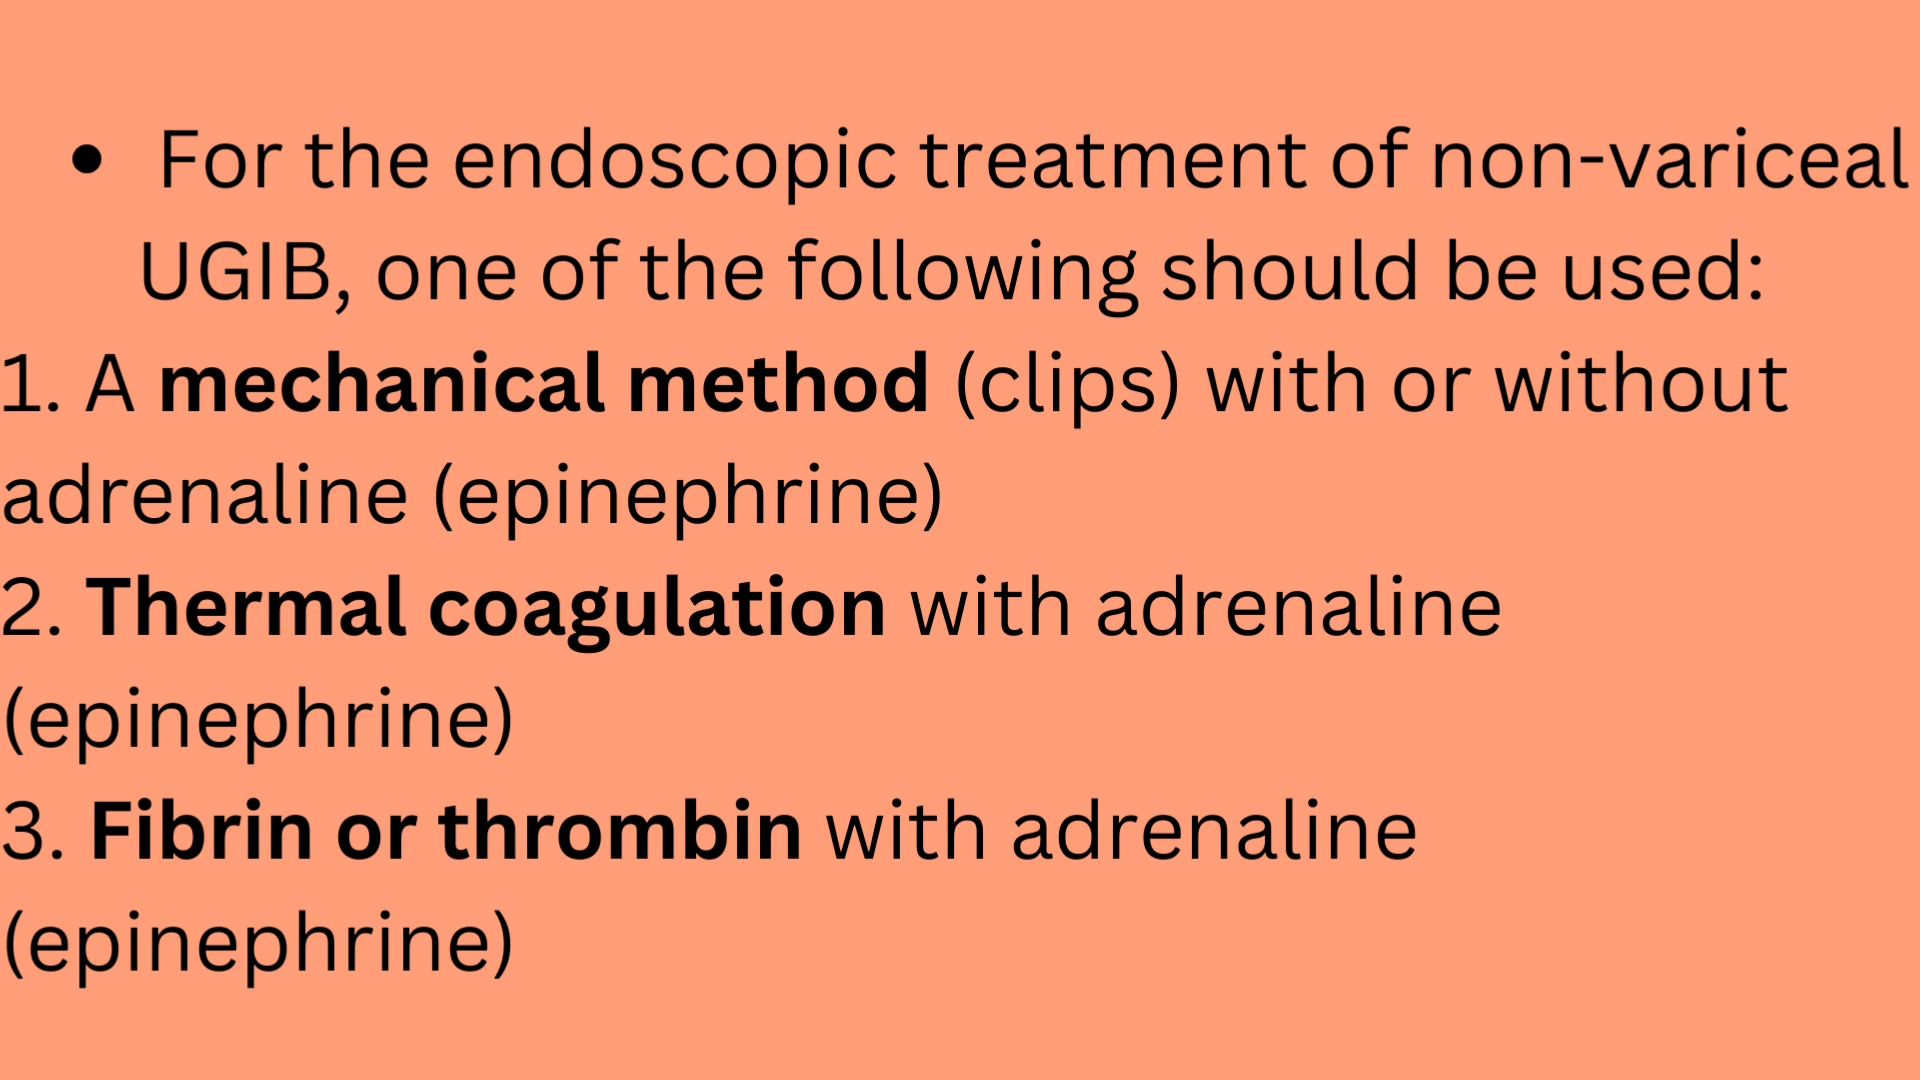 • For the endoscopic treatment of non-variceal
UGIB, one of the following should be used:
1. A mechanical method (clips) with or without
adrenaline (epinephrine)
2. Thermal coagulation with adrenaline
(epinephrine)
3. Fibrin or thrombin with adrenaline
(epinephrine)